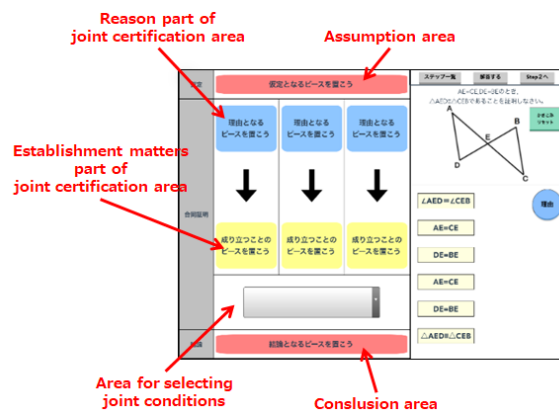 Reason part of
joint certification area
Assumption area
Establishment matters
part of
joint certification area
Area for selecting
joint conditions
Conslusion area
仮定となるピースを置こう
理由となる
ピースを置こう
理由となる
ピースを置こう
理由となる
ピースを置こう
合同証明
成り立つことの
ピースを置こう
成り立つことの
ピースを置こう
成り立つことの
ピースを置こう
結論となるピースを置こう
ステップ一覧
解答する
Step2へ
AE=CE,DE=BEのとき、
△AED≡△CEBであることを証明しなさい。
A
B
E
D
C
リセット
∠AED=∠CEB
理由
AE=CE
DE=BE
AE=CE
DE=BE
△AED≡△CEB